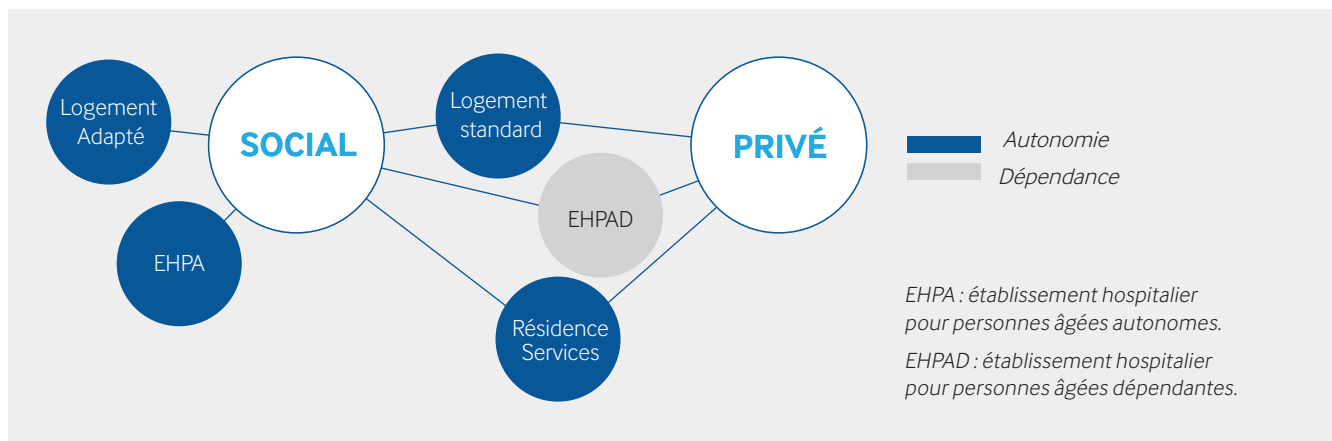 Logement
Adapté
SOCIAL
Logement
standard
PRIVÉ
EHPA
EHPAD
Résidence
Services
Autonomie
Dépendance
EHPA : établissement hospitalier
pour personnes âgées autonomes.
EHPAD : établissement hospitalier
pour personnes âgées dépendantes.